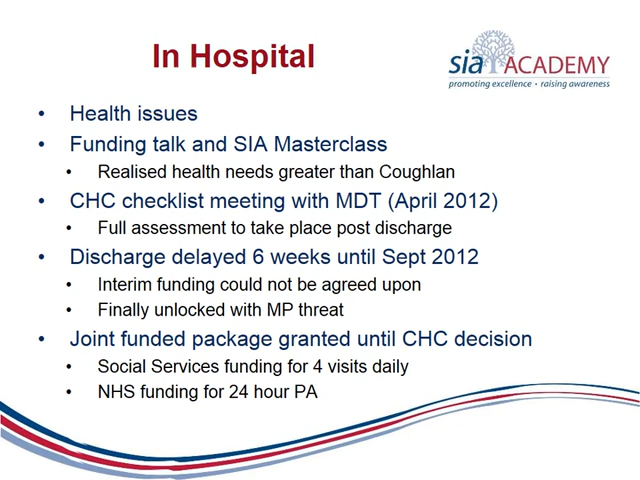 In Hospital
sia ACADEMY
promoting excellence • raising awareness
• Health issues
• Funding talk and SIA Masterclass
• Realised health needs greater than Coughlan
• CHC checklist meeting with MDT (April 2012)
• Full assessment to take place post discharge
• Discharge delayed 6 weeks until Sept 2012
• Interim funding could not be agreed upon
• Finally unlocked with MP threat
• Joint funded package granted until CHC decision
• Social Services funding for 4 visits daily
• NHS funding for 24 hour PA